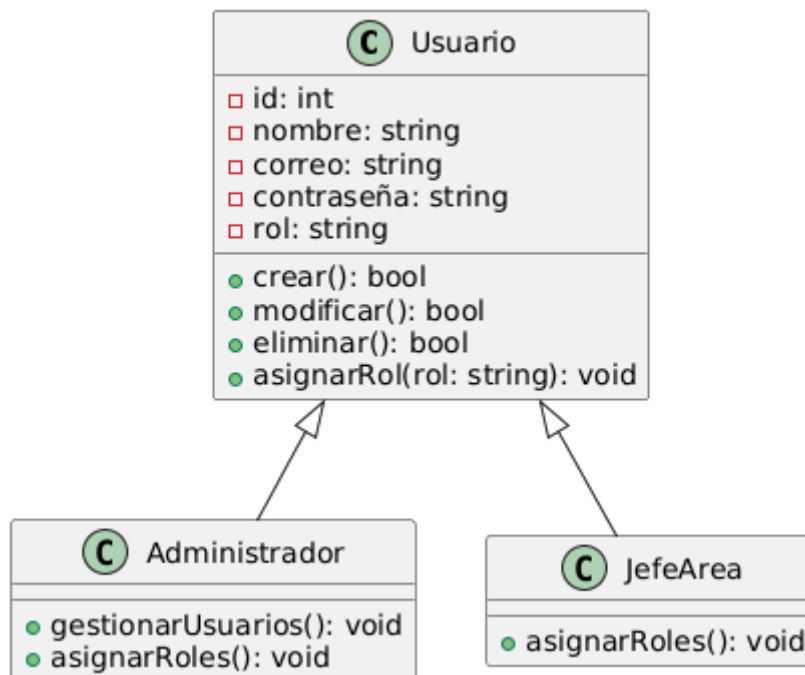 C Usuario
id: int
nombre: string
correo: string
contraseña: string
rol: string
crear(): bool
modificar(): bool
eliminar(): bool
asignarRol(rol: string): void
C Administrador
gestionarUsuarios(): void
asignarRoles(): void
C JefeArea
asignarRoles(): void